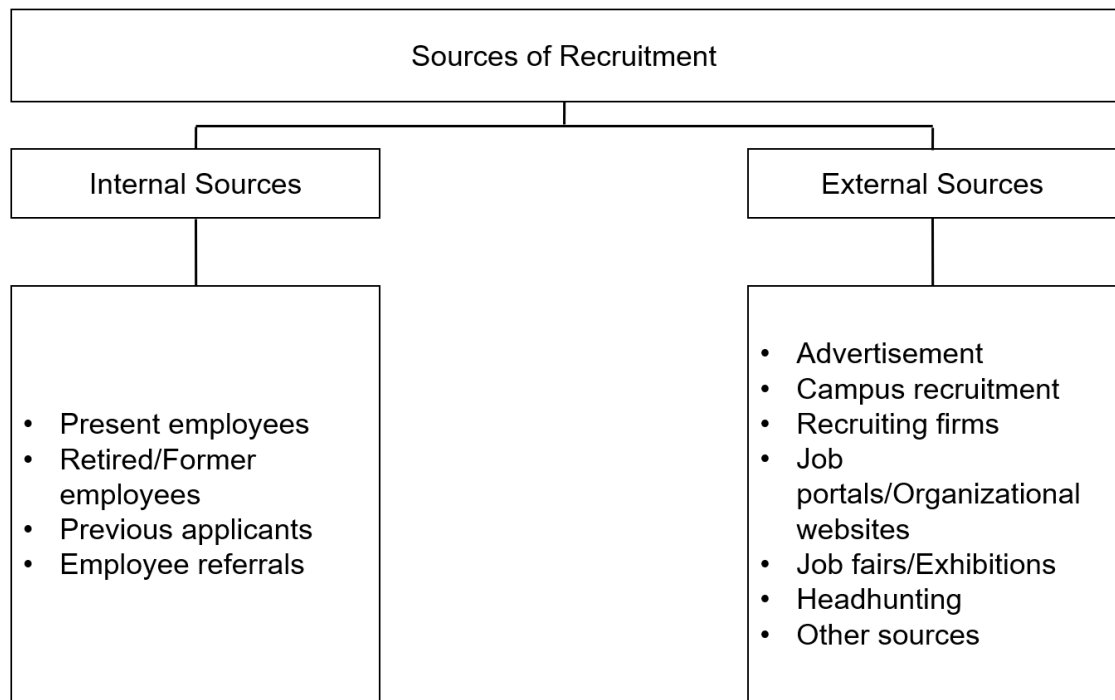 Sources of Recruitment
Internal Sources
External Sources
• Present employees
• Retired/Former
employees
• Previous applicants
• Employee referrals
• Advertisement
• Campus recruitment
• Recruiting firms
• Job
portals/Organizational
websites
• Job fairs/Exhibitions
• Headhunting
• Other sources